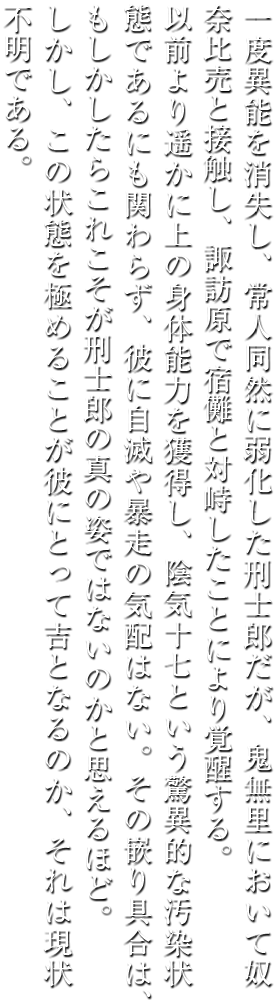 一度異能を消失し、常人同然に弱化した刑士郎だが、鬼無里において奴
奈比売と接触し、諏訪原で宿儺と対峙したことにより覚醒する。
以前より遥かに上の身体能力を獲得し、陰気十七という驚異的な汚染状
態であるにも関わらず、彼に自滅や暴走の気配はない。その嵌り具合は、
もしかしたらこれこそが刑士郎の真の姿ではないのかと思えるほど。
しかし、この状態を極めることが彼にとって吉となるのか、それは現状
不明である。